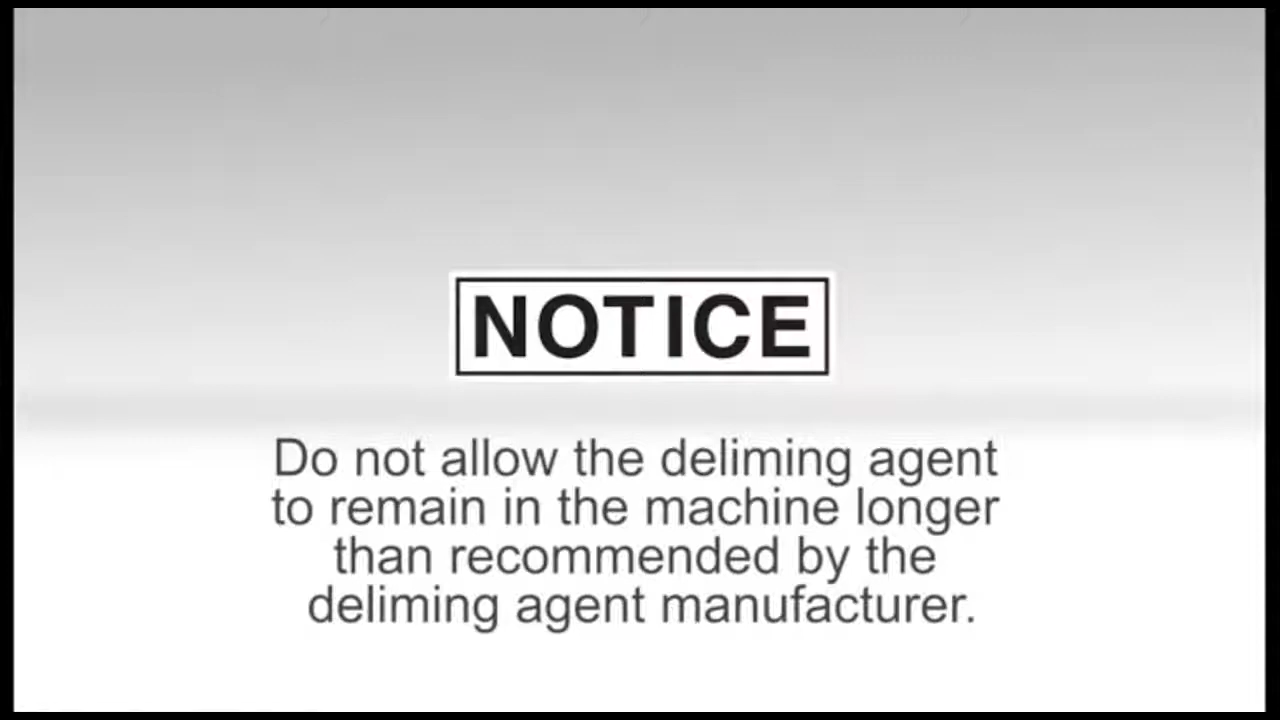 NOTICE
Do not allow the deliming agent
to remain in the machine longer
than recommended by the
deliming agent manufacturer.